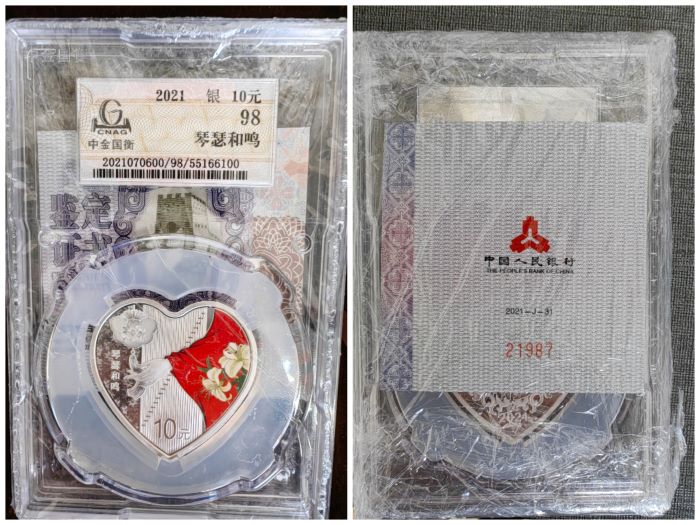 2021 银 10元
98
CNAG
中金国衡
琴瑟和鸣
2021070600/98/55166100
鉴定
证书
琴瑟和鸣
10元
中国人民银行
THE PEOPLE'S BANK OF CHINA
2021-J-31
21987